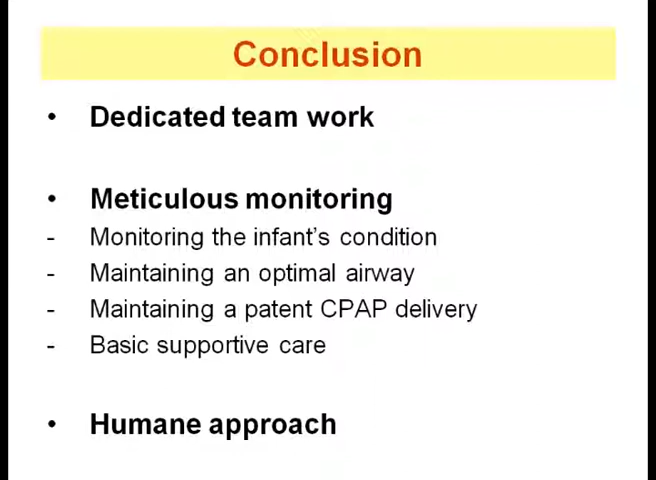 Conclusion
• Dedicated team work
• Meticulous monitoring
- Monitoring the infant's condition
- Maintaining an optimal airway
- Maintaining a patent CPAP delivery
- Basic supportive care
• Humane approach